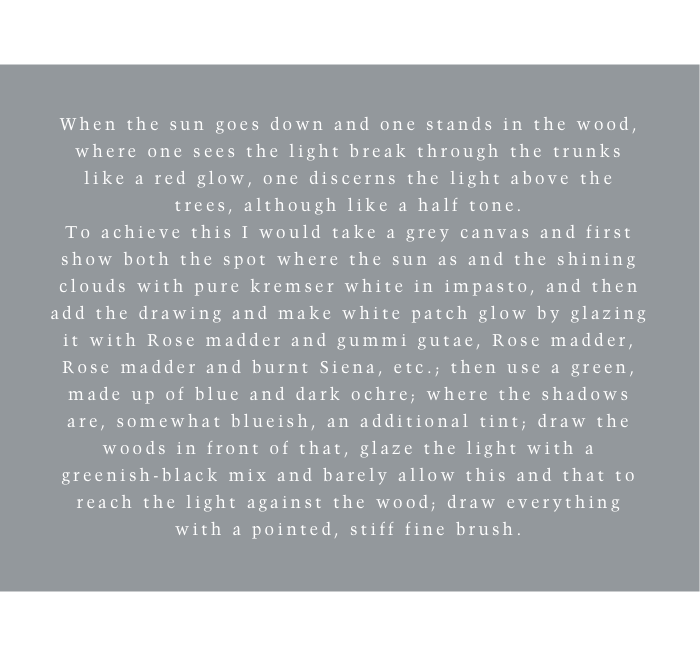 When the sun goes down and one stands in the wood,
where one sees the light break through the trunks
like a red glow, one discerns the light above the
trees, although like a half tone.
To achieve this I would take a grey canvas and first
show both the spot where the sun as and the shining
clouds with pure kremser white in impasto, and then
add the drawing and make white patch glow by glazing
it with Rose madder and gummi gutae, Rose madder,
Rose madder and burnt Siena, etc.; then use a green,
made up of blue and dark ochre; where the shadows
are, somewhat blueish, an additional tint; draw the
woods in front of that, glaze the light with a
greenish-black mix and barely allow this and that to
reach the light against the wood; draw everything
with a pointed, stiff fine brush.